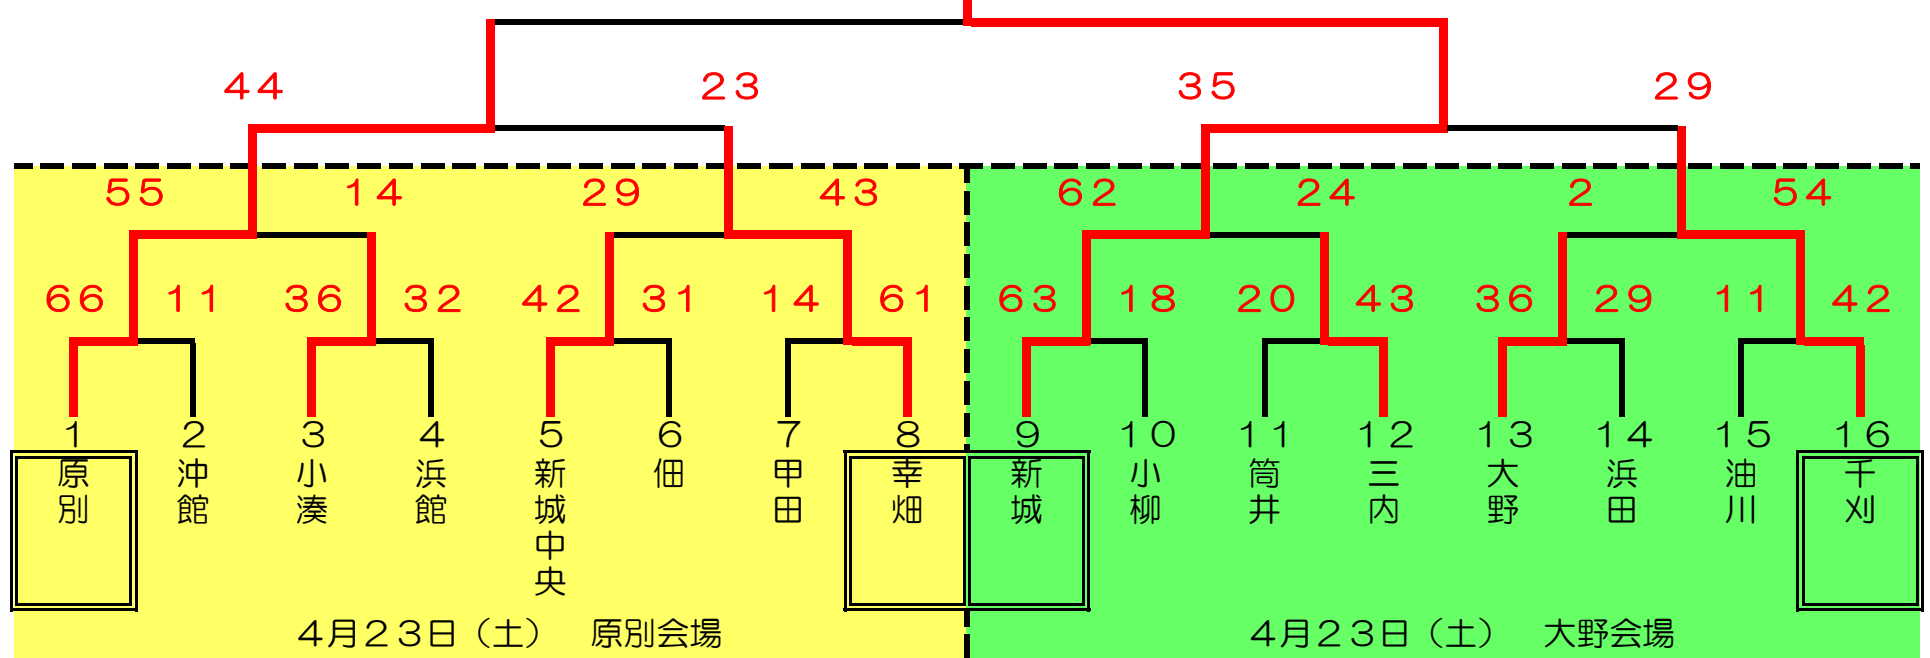 ４４ ２３ ３５ ２９
５５ １４ ２９ ４３ ６２ ２４ ２ ５４
６６ １１ ３６ ３２ ４２ ３１ １４ ６１ ６３ １８ ２０ ４３ ３６ ２９ １１ ４２
１ ２ ３ ４ ５ ６ ７ ８ ９ １０ １１ １２ １３ １４ １５ １６
原別
沖館
小湊
浜館
新城中央
佃
甲田
幸畑
新城
小柳
筒井
三内
大野
浜田
油川
千刈
４月２３日（土）　原別会場
４月２３日（土）　大野会場